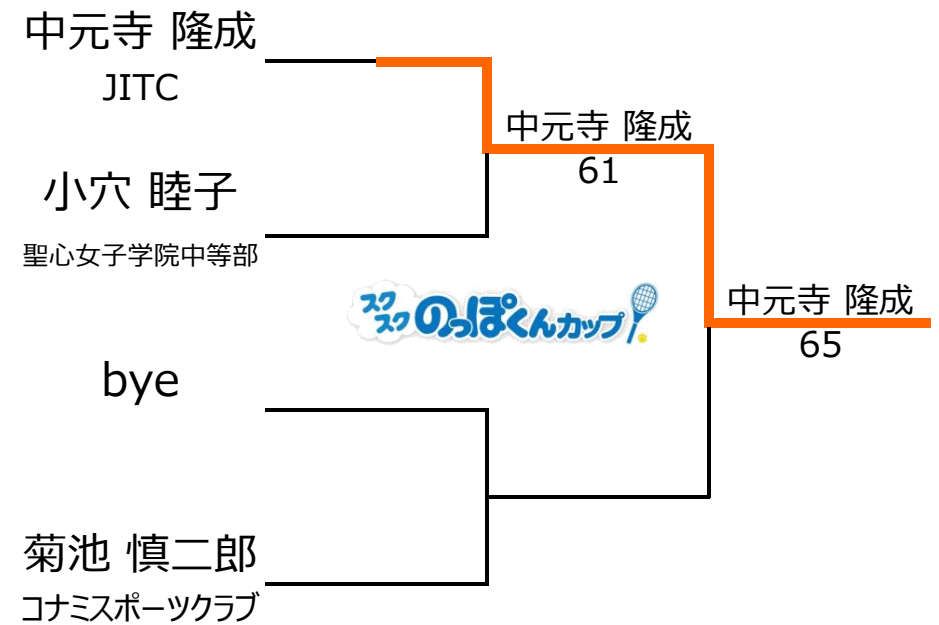 中元寺 隆成
JITC
中元寺 隆成
61
小穴 睦子
聖心女子学院中等部
スクスク のっぽくんカップ
中元寺 隆成
65
bye
菊池 慎二郎
コナミスポーツクラブ